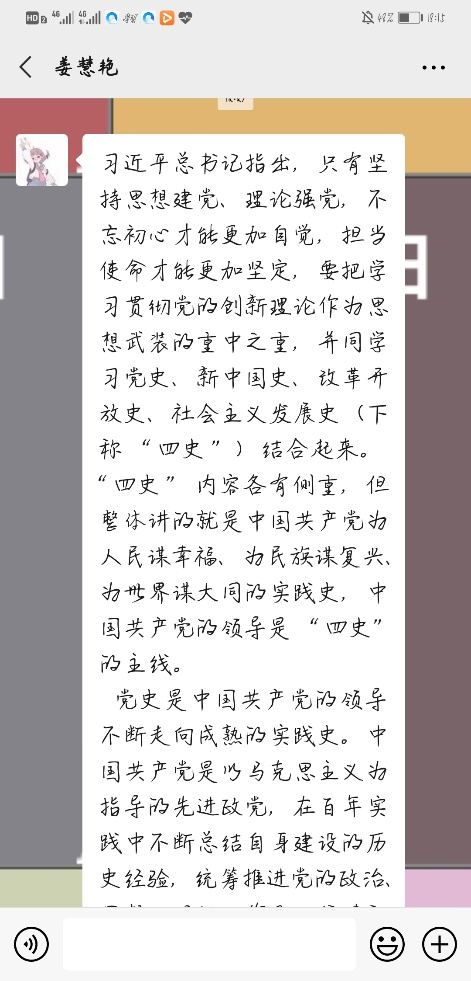 HD 2 4G 4G 49% 18:15
姜慧艳
习近平总书记指出，只有坚
持思想建党、理论强党，不
忘初心才能更加自觉，担当
使命才能更加坚定，要把学
习贯彻党的创新理论作为思
想武装的重中之重，并同学
习党史、新中国史、改革开
放史、社会主义发展史（下
称“四史”）结合起来。
“四史”内容各有侧重，但
整体讲的就是中国共产党为
人民谋幸福、为民族谋复兴、
为世界谋大同的实践史，中
国共产党的领导是“四史”
的主线。
党史是中国共产党的领导
不断走向成熟的实践史。中
国共产党是以马克思主义为
指导的先进政党，在百年实
践中不断总结自身建设的历
史经验，统筹推进党的政治、